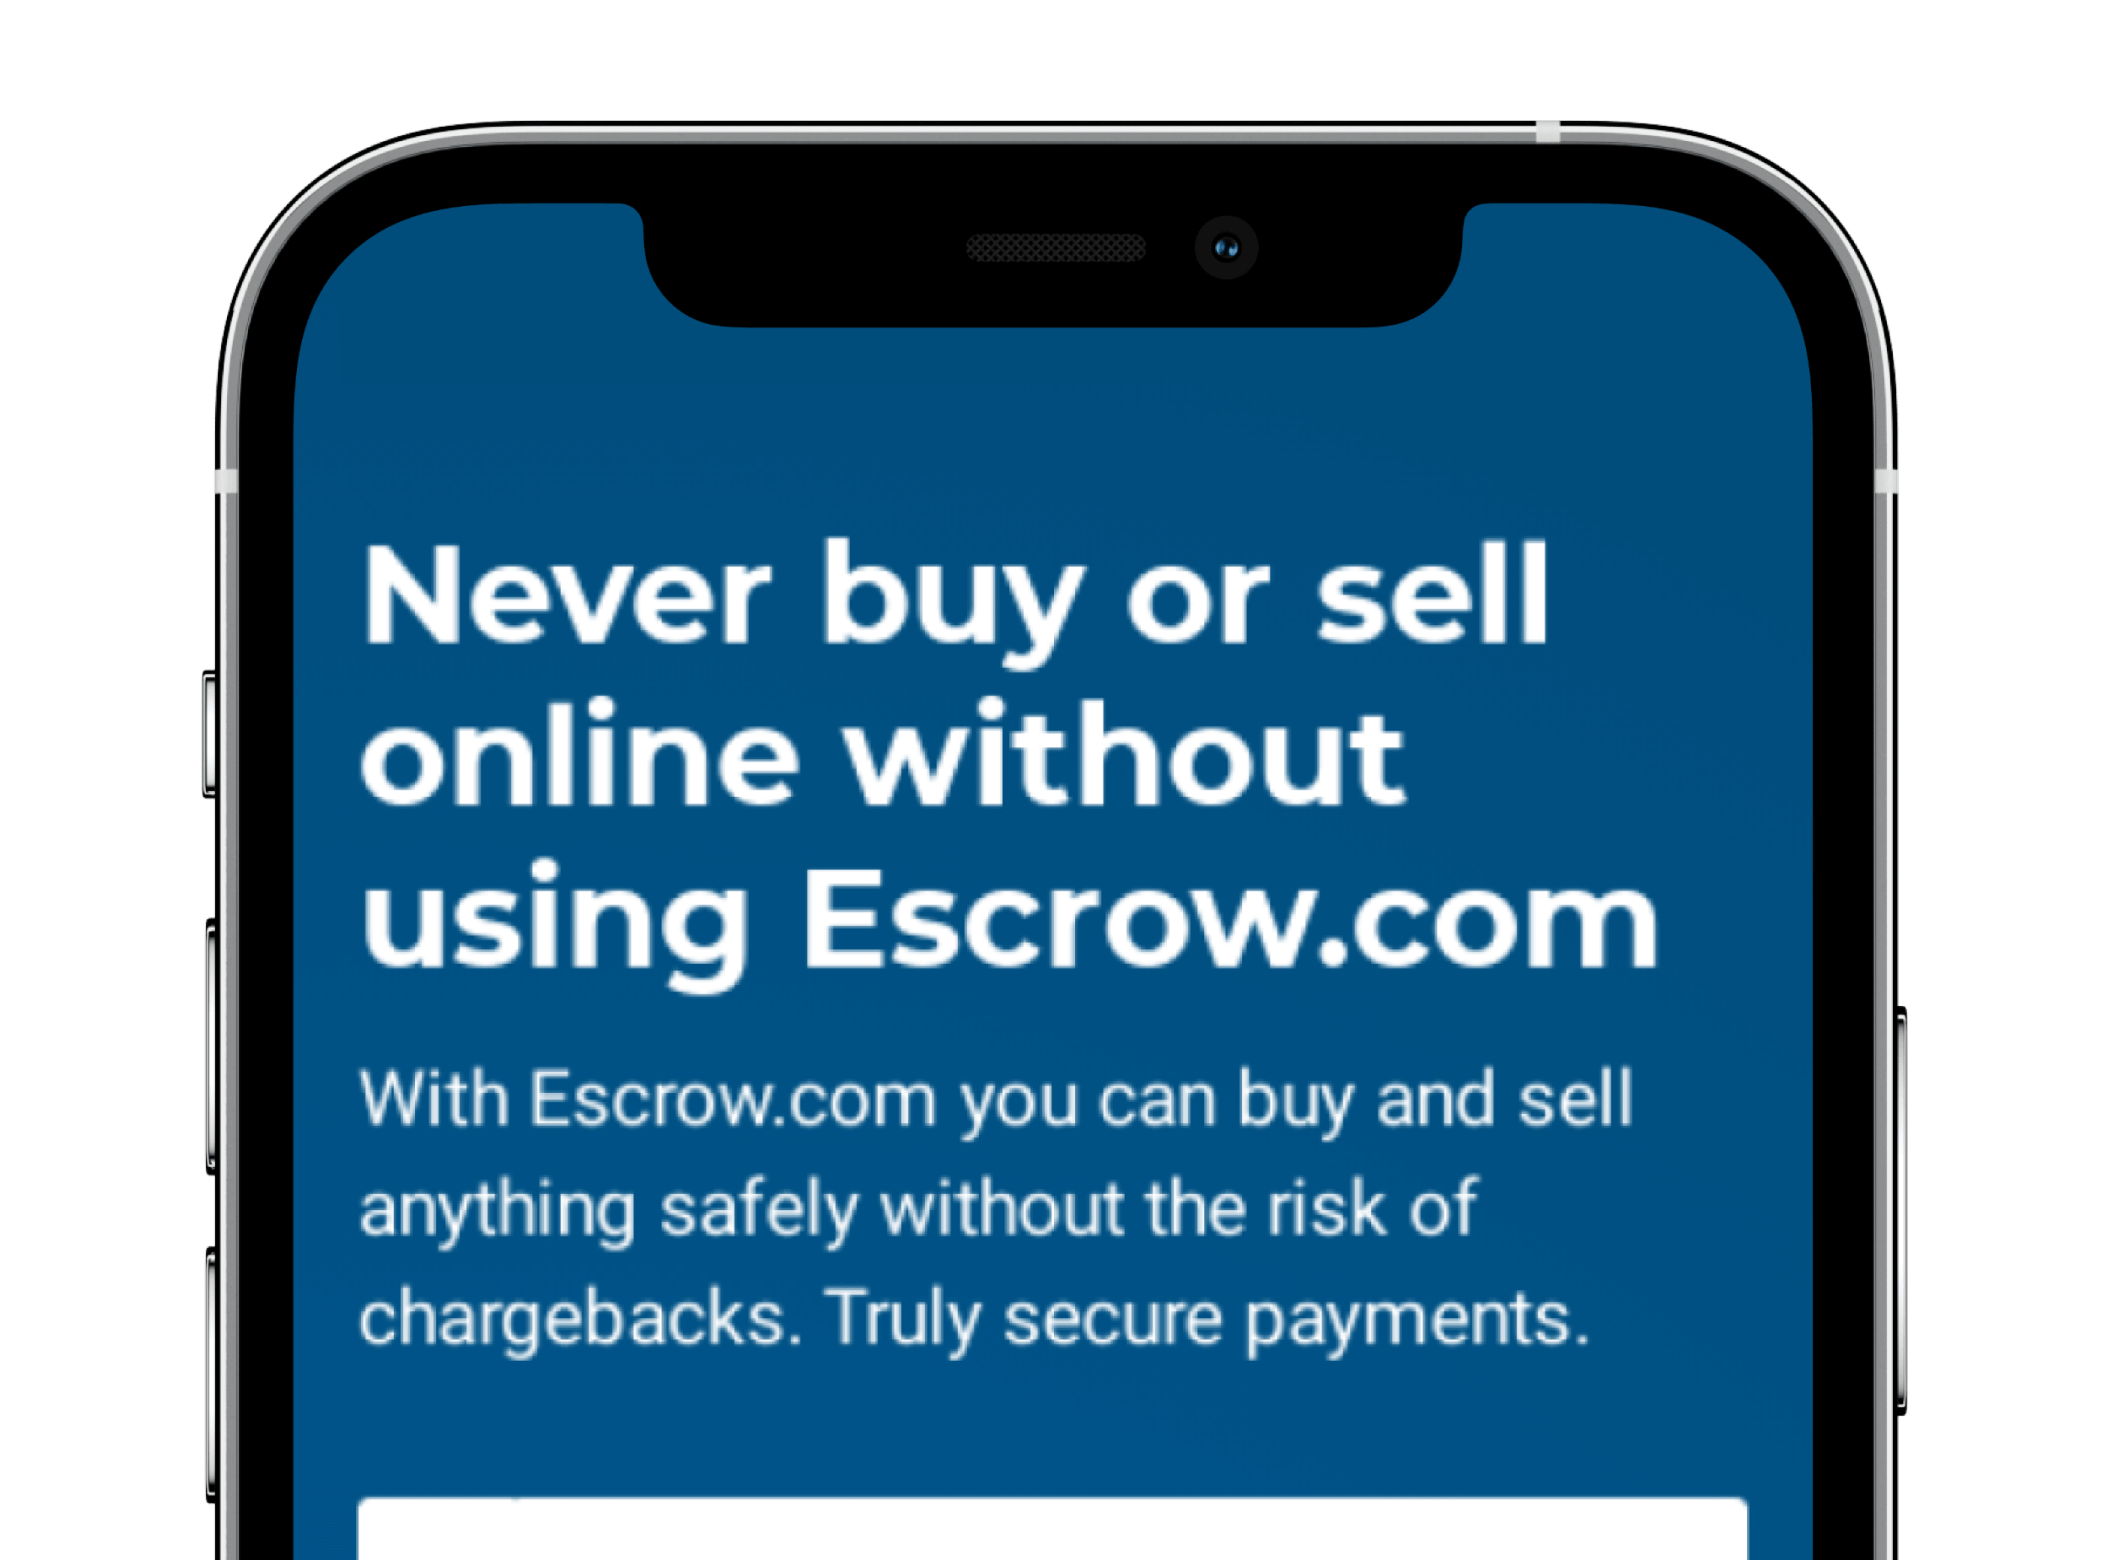 Never buy or sell
online without
using Escrow.com
With Escrow.com you can buy and sell
anything safely without the risk of
chargebacks. Truly secure payments.